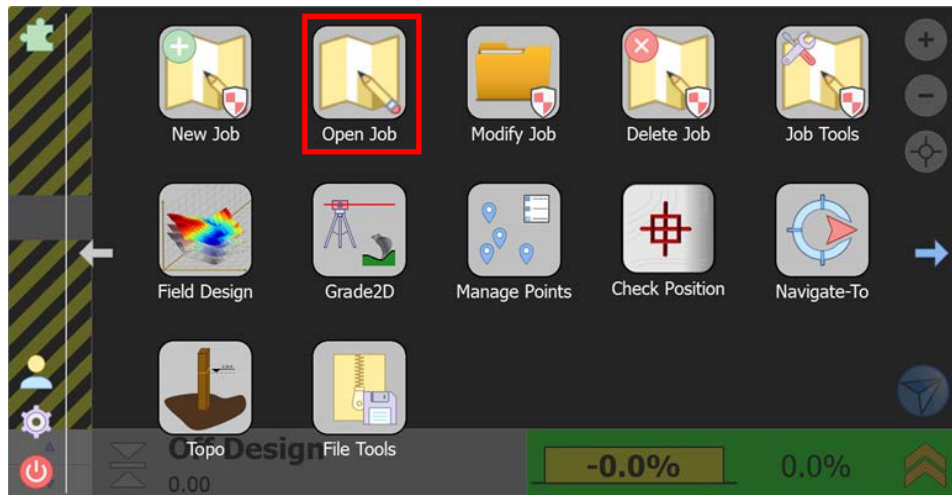 New Job
Open Job
Modify Job
Delete Job
Job Tools
Field Design
Grade2D
Manage Points
Check Position
Navigate-To
Topo
File Tools
Off Design
0.00
-0.0%
0.0%